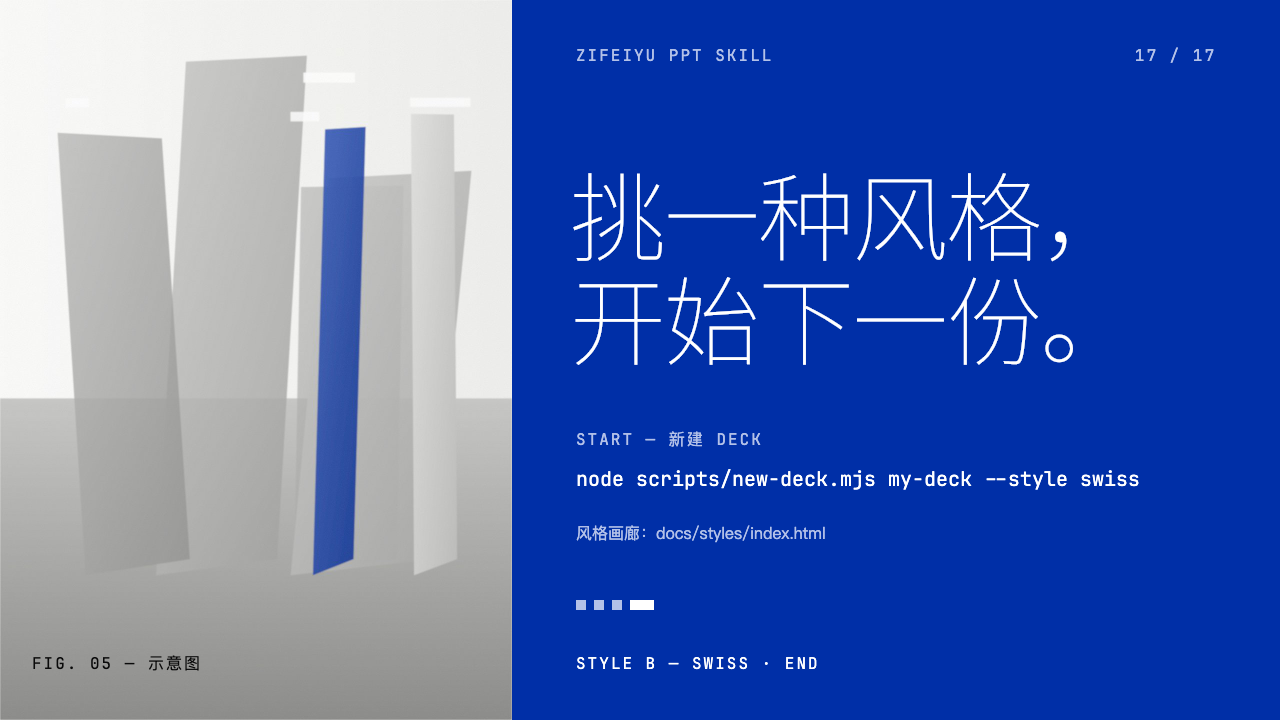 ZIFEIYU PPT SKILL
17 / 17
挑一种风格，
开始下一份。
START — 新建 DECK
node scripts/new-deck.mjs my-deck --style swiss
风格画廊：docs/styles/index.html
FIG. 05 — 示意图
STYLE B — SWISS · END